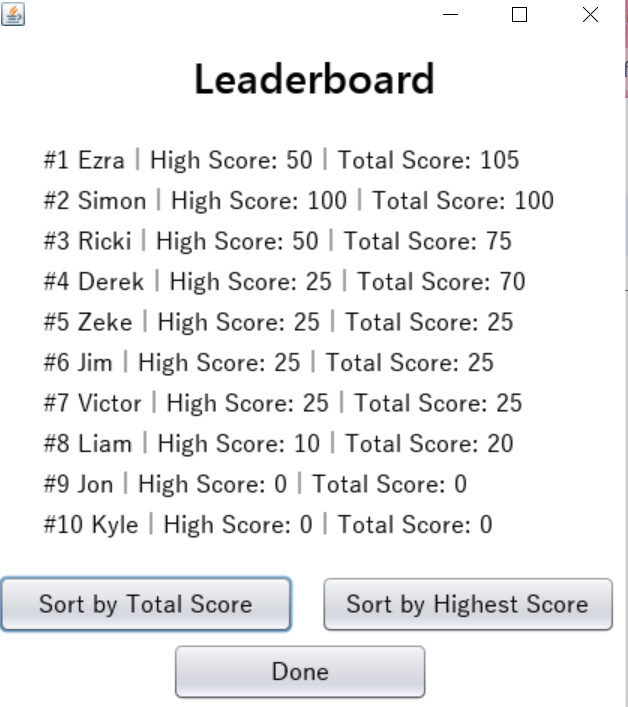 Leaderboard
#1 Ezra | High Score: 50 | Total Score: 105
#2 Simon | High Score: 100 | Total Score: 100
#3 Ricki | High Score: 50 | Total Score: 75
#4 Derek | High Score: 25 | Total Score: 70
#5 Zeke | High Score: 25 | Total Score: 25
#6 Jim | High Score: 25 | Total Score: 25
#7 Victor | High Score: 25 | Total Score: 25
#8 Liam | High Score: 10 | Total Score: 20
#9 Jon | High Score: 0 | Total Score: 0
#10 Kyle | High Score: 0 | Total Score: 0
Sort by Total Score
Sort by Highest Score
Done